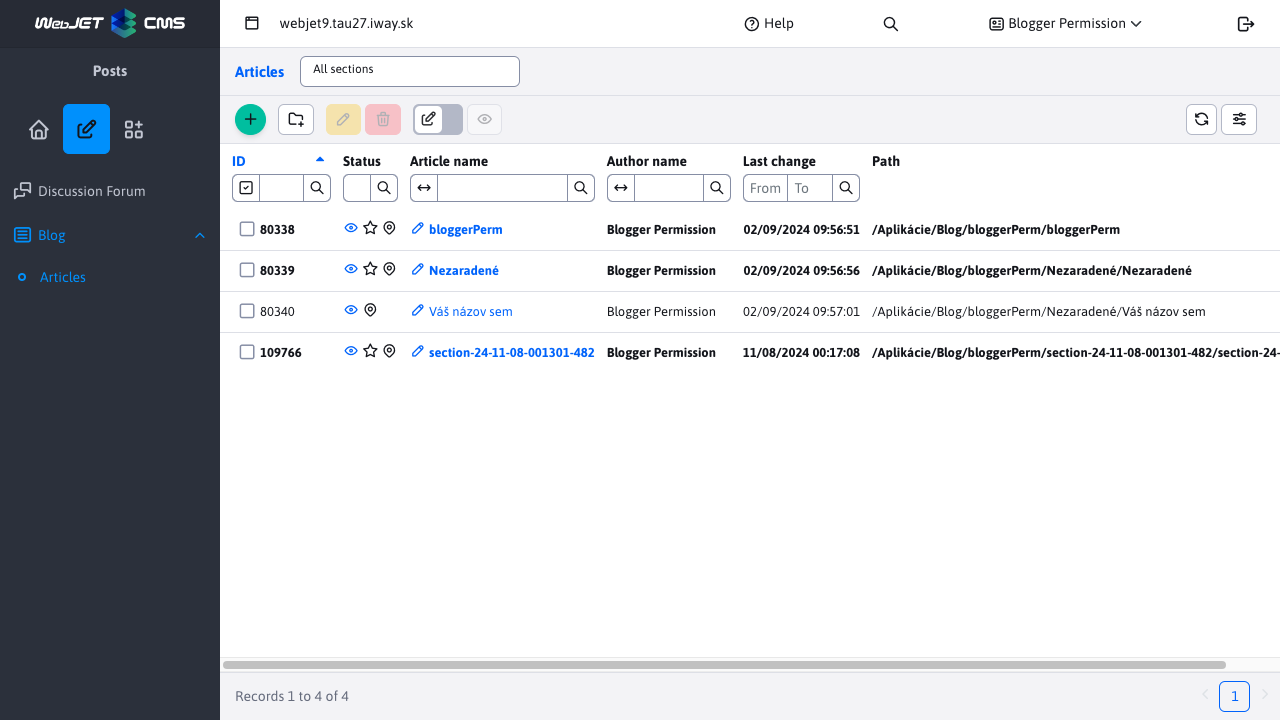 WebJET CMS
webjet9.tau27.iway.sk
Help
Blogger Permission
Posts
Articles
All sections
Discussion Forum
Blog
Articles
ID Status Article name Author name Last change Path
From To
80338 bloggerPerm Blogger Permission 02/09/2024 09:56:51 /Aplikácie/Blog/bloggerPerm/bloggerPerm
80339 Nezaradené Blogger Permission 02/09/2024 09:56:56 /Aplikácie/Blog/bloggerPerm/Nezaradené/Nezaradené
80340 Váš názov sem Blogger Permission 02/09/2024 09:57:01 /Aplikácie/Blog/bloggerPerm/Nezaradené/Váš názov sem
109766 section-24-11-08-001301-482 Blogger Permission 11/08/2024 00:17:08 /Aplikácie/Blog/bloggerPerm/section-24-11-08-001301-482/section-24-
Records 1 to 4 of 4
1